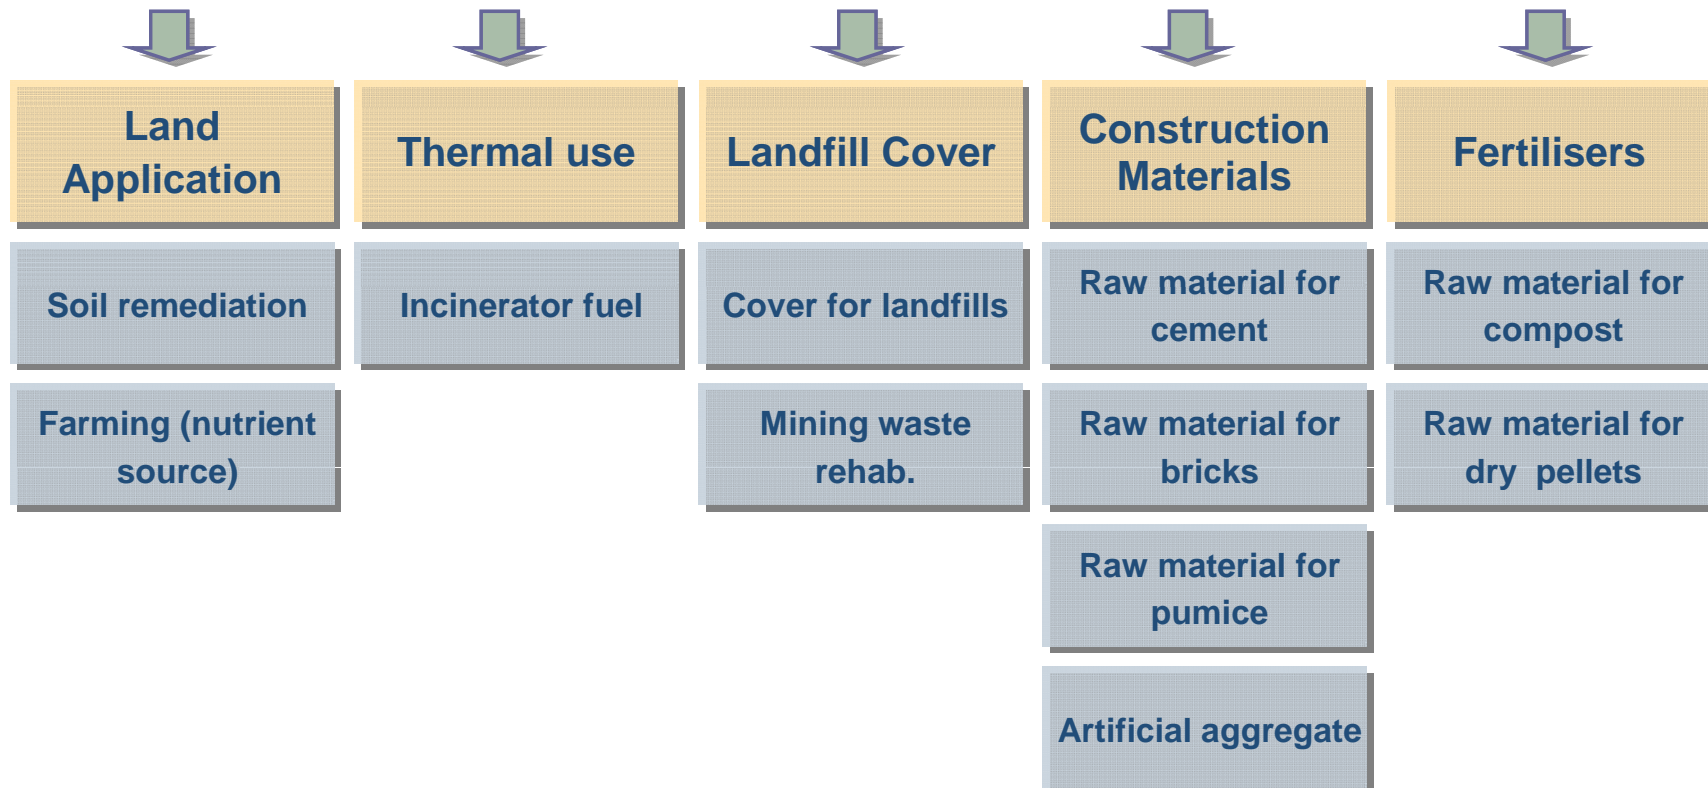 Land
Application
Thermal use
Landfill Cover
Construction
Materials
Fertilisers
Soil remediation
Incinerator fuel
Cover for landfills
Raw material for
cement
Raw material for
compost
Farming (nutrient
source)
Mining waste
rehab.
Raw material for
bricks
Raw material for
dry pellets
Raw material for
pumice
Artificial aggregate